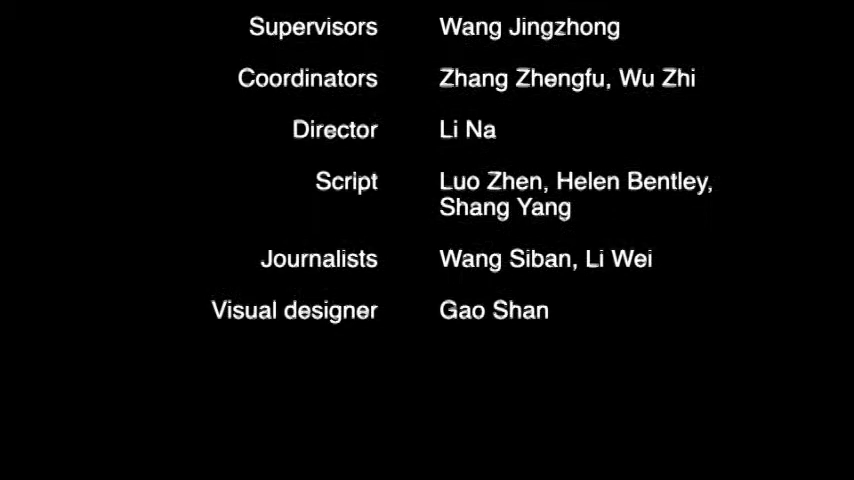 Supervisors Wang Jingzhong
Coordinators Zhang Zhengfu, Wu Zhi
Director Li Na
Script Luo Zhen, Helen Bentley,
Shang Yang
Journalists Wang Siban, Li Wei
Visual designer Gao Shan